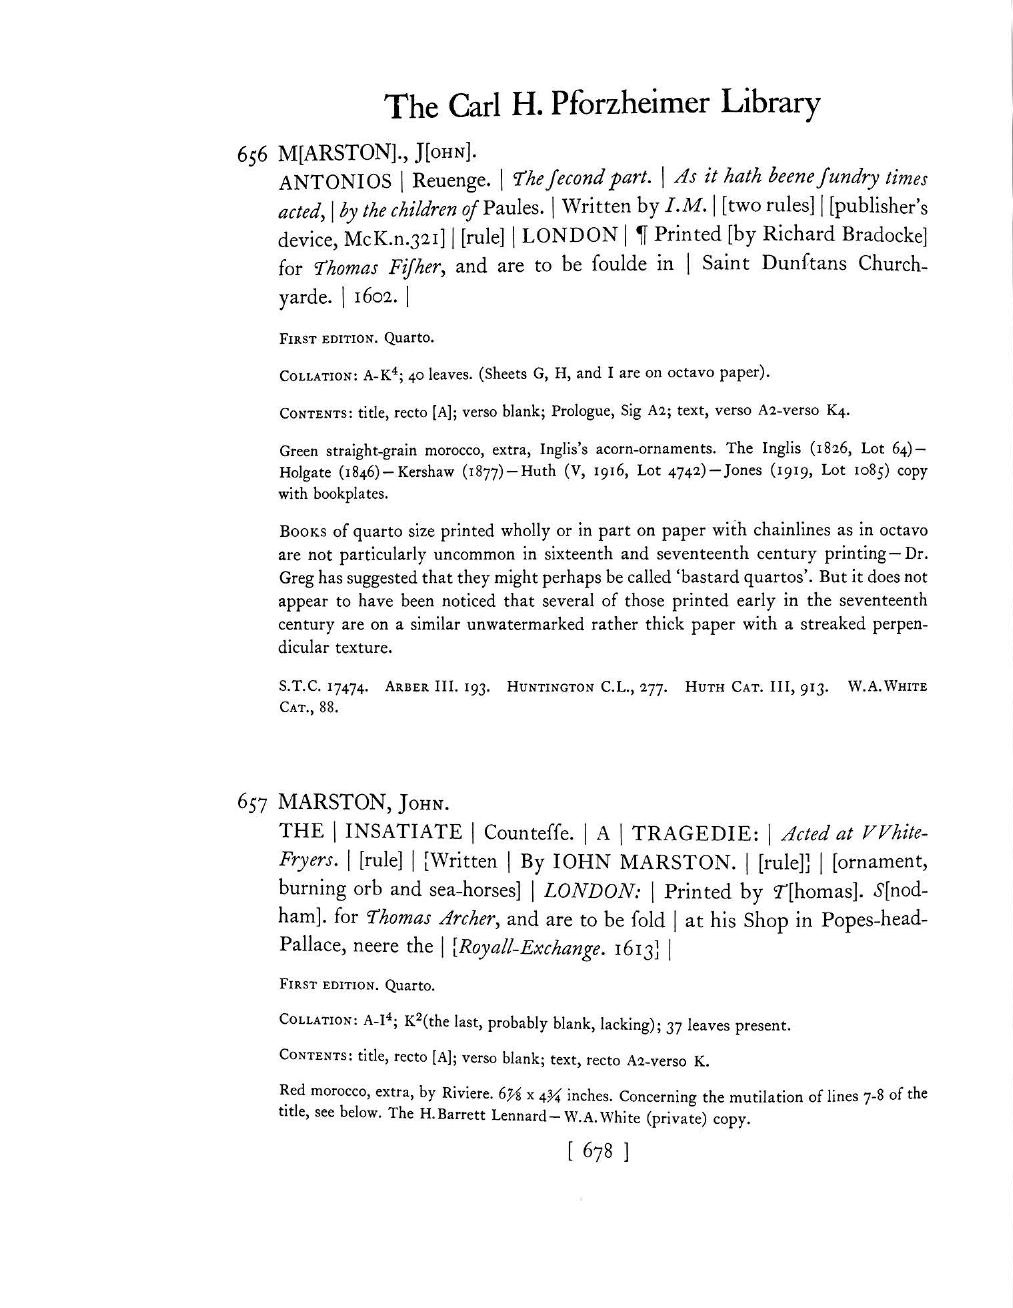 The Carl H. Pforzheimer Library
656 M[ARSTON]., J[OHN].
ANTONIOS | Reuenge. | The ſecond part. | As it hath beene ſundry times
acted, | by the children of Paules. | Written by I.M. | [two rules] | [publisher's
device, McK.n.321] | [rule] | LONDON | ¶ Printed [by Richard Bradocke]
for Thomas Fiſher, and are to be ſoulde in | Saint Dunſtans Church-
yarde. | 1602. |
FIRST EDITION. Quarto.
COLLATION: A-K⁴; 40 leaves. (Sheets G, H, and I are on octavo paper).
CONTENTS: title, recto [A]; verso blank; Prologue, Sig A2; text, verso A2-verso K4.
Green straight-grain morocco, extra, Inglis's acorn-ornaments. The Inglis (1826, Lot 64)—
Holgate (1846)—Kershaw (1877)—Huth (V, 1916, Lot 4742)—Jones (1919, Lot 1085) copy
with bookplates.
BOOKS of quarto size printed wholly or in part on paper with chainlines as in octavo
are not particularly uncommon in sixteenth and seventeenth century printing—Dr.
Greg has suggested that they might perhaps be called 'bastard quartos'. But it does not
appear to have been noticed that several of those printed early in the seventeenth
century are on a similar unwatermarked rather thick paper with a streaked perpen-
dicular texture.
S.T.C. 17474. ARBER III. 193. HUNTINGTON C.L., 277. HUTH CAT. III, 913. W.A.WHITE
CAT., 88.
657 MARSTON, JOHN.
THE | INSATIATE | Counteſſe. | A | TRAGEDIE: | Acted at VVhite-
Fryers. | [rule] | [Written | By IOHN MARSTON. | [rule]] | [ornament,
burning orb and sea-horses] | LONDON: | Printed by T[homas]. S[nod-
ham]. for Thomas Archer, and are to be ſold | at his Shop in Popes-head-
Pallace, neere the | [Royall-Exchange. 1613] |
FIRST EDITION. Quarto.
COLLATION: A-I⁴; K²(the last, probably blank, lacking); 37 leaves present.
CONTENTS: title, recto [A]; verso blank; text, recto A2-verso K.
Red morocco, extra, by Riviere. 6⅞ x 4¾ inches. Concerning the mutilation of lines 7-8 of the
title, see below. The H.Barrett Lennard—W.A.White (private) copy.
[ 678 ]